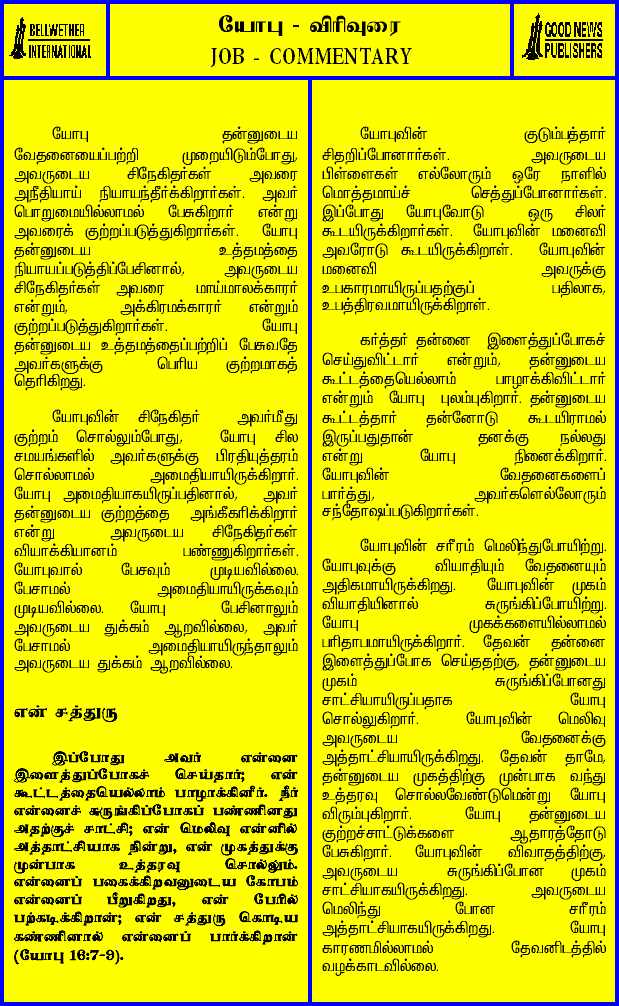 BELLWETHER
INTERNATIONAL
யோபு - விரிவுரை
JOB - COMMENTARY
GOOD NEWS
PUBLISHERS
யோபு தன்னுடைய
வேதனையைப்பற்றி முறையிடும்போது,
அவருடைய சிநேகிதர்கள் அவரை
அநீதியாய் நியாயந்தீர்க்கிறார்கள். அவர்
பொறுமையில்லாமல் பேசுகிறார் என்று
அவரைக் குற்றப்படுத்துகிறார்கள். யோபு
தன்னுடைய உத்தமத்தை
நியாயப்படுத்திப்பேசினால், அவருடைய
சிநேகிதர்கள் அவரை மாய்மாலக்காரர்
என்றும், அக்கிரமக்காரர் என்றும்
குற்றப்படுத்துகிறார்கள். யோபு
தன்னுடைய உத்தமத்தைப்பற்றிப் பேசுவதே
அவர்களுக்கு பெரிய குற்றமாகத்
தெரிகிறது.
யோபுவின் சிநேகிதர் அவர்மீது
குற்றம் சொல்லும்போது, யோபு சில
சமயங்களில் அவர்களுக்கு பிரதியுத்தரம்
சொல்லாமல் அமைதியாயிருக்கிறார்.
யோபு அமைதியாகயிருப்பதினால், அவர்
தன்னுடைய குற்றத்தை அங்கீகரிக்கிறார்
என்று அவருடைய சிநேகிதர்கள்
வியாக்கியானம் பண்ணுகிறார்கள்.
யோபுவால் பேசவும் முடியவில்லை.
பேசாமல் அமைதியாயிருக்கவும்
முடியவில்லை. யோபு பேசினாலும்
அவருடைய துக்கம் ஆறவில்லை, அவர்
பேசாமல் அமைதியாயிருந்தாலும்
அவருடைய துக்கம் ஆறவில்லை.
என் சத்துரு
இப்போது அவர் என்னை
இளைத்துப்போகச் செய்தார்; என்
கூட்டத்தையெல்லாம் பாழாக்கினீர். நீர்
என்னைச் சுருங்கிப்போகப் பண்ணினது
அதற்குச் சாட்சி; என் மெலிவு என்னில்
அத்தாட்சியாக நின்று, என் முகத்துக்கு
முன்பாக உத்தரவு சொல்லும்.
என்னைப் பகைக்கிறவனுடைய கோபம்
என்னைப் பீறுகிறது, என் பேரில்
பற்கடிக்கிறான்; என் சத்துரு கொடிய
கண்ணினால் என்னைப் பார்க்கிறான்
(யோபு 16:7-9).
யோபுவின் குடும்பத்தார்
சிதறிப்போனார்கள். அவருடைய
பிள்ளைகள் எல்லோரும் ஒரே நாளில்
மொத்தமாய்ச் செத்துப்போனார்கள்.
இப்போது யோபுவோடு ஒரு சிலர்
கூடயிருக்கிறார்கள். யோபுவின் மனைவி
அவரோடு கூடயிருக்கிறாள். யோபுவின்
மனைவி அவருக்கு
உபகாரமாயிருப்பதற்குப் பதிலாக,
உபத்திரவமாயிருக்கிறாள்.
கர்த்தர் தன்னை இளைத்துப்போகச்
செய்துவிட்டார் என்றும், தன்னுடைய
கூட்டத்தையெல்லாம் பாழாக்கிவிட்டார்
என்றும் யோபு புலம்புகிறார். தன்னுடைய
கூட்டத்தார் தன்னோடு கூடயிராமல்
இருப்பதுதான் தனக்கு நல்லது
என்று யோபு நினைக்கிறார்.
யோபுவின் வேதனைகளைப்
பார்த்து, அவர்களெல்லோரும்
சந்தோஷப்படுகிறார்கள்.
யோபுவின் சரீரம் மெலிந்துபோயிற்று.
யோபுவுக்கு வியாதியும் வேதனையும்
அதிகமாயிருக்கிறது. யோபுவின் முகம்
வியாதியினால் சுருங்கிப்போயிற்று.
யோபு முகக்களையில்லாமல்
பரிதாபமாயிருக்கிறார். தேவன் தன்னை
இளைத்துப்போக செய்ததற்கு, தன்னுடைய
முகம் சுருங்கிப்போனது
சாட்சியாயிருப்பதாக யோபு
சொல்லுகிறார். யோபுவின் மெலிவு
அவருடைய வேதனைக்கு
அத்தாட்சியாயிருக்கிறது. தேவன் தாமே,
தன்னுடைய முகத்திற்கு முன்பாக வந்து
உத்தரவு சொல்லவேண்டுமென்று யோபு
விரும்புகிறார். யோபு தன்னுடைய
குற்றச்சாட்டுக்களை ஆதாரத்தோடு
பேசுகிறார். யோபுவின் விவாதத்திற்கு,
அவருடைய சுருங்கிப்போன முகம்
சாட்சியாகயிருக்கிறது. அவருடைய
மெலிந்து போன சரீரம்
அத்தாட்சியாகயிருக்கிறது. யோபு
காரணமில்லாமல் தேவனிடத்தில்
வழக்காடவில்லை.